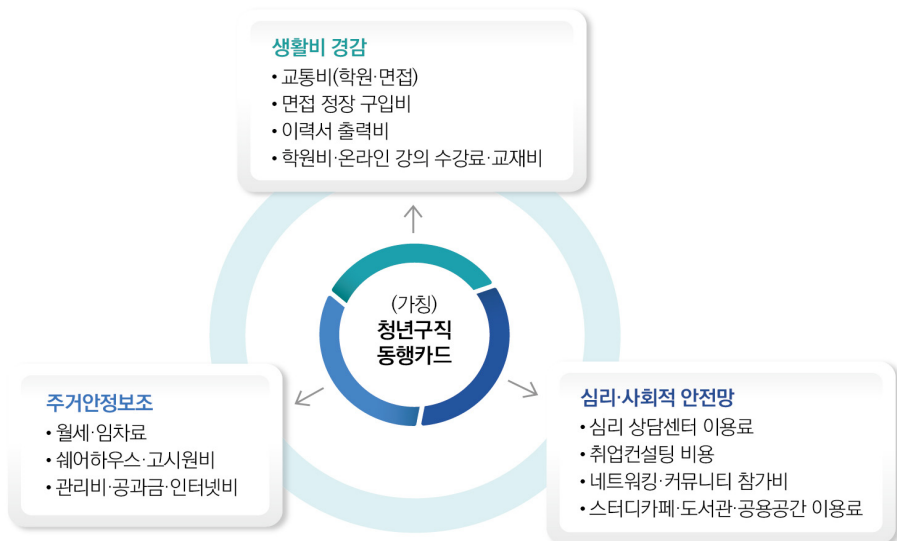 생활비 경감
• 교통비(학원·면접)
• 면접 정장 구입비
• 이력서 출력비
• 학원비·온라인 강의 수강료·교재비
(가칭)
청년구직
동행카드
주거안정보조
• 월세·임차료
• 쉐어하우스·고시원비
• 관리비·공과금·인터넷비
심리·사회적 안전망
• 심리 상담센터 이용료
• 취업컨설팅 비용
• 네트워킹·커뮤니티 참가비
• 스터디카페·도서관·공용공간 이용료